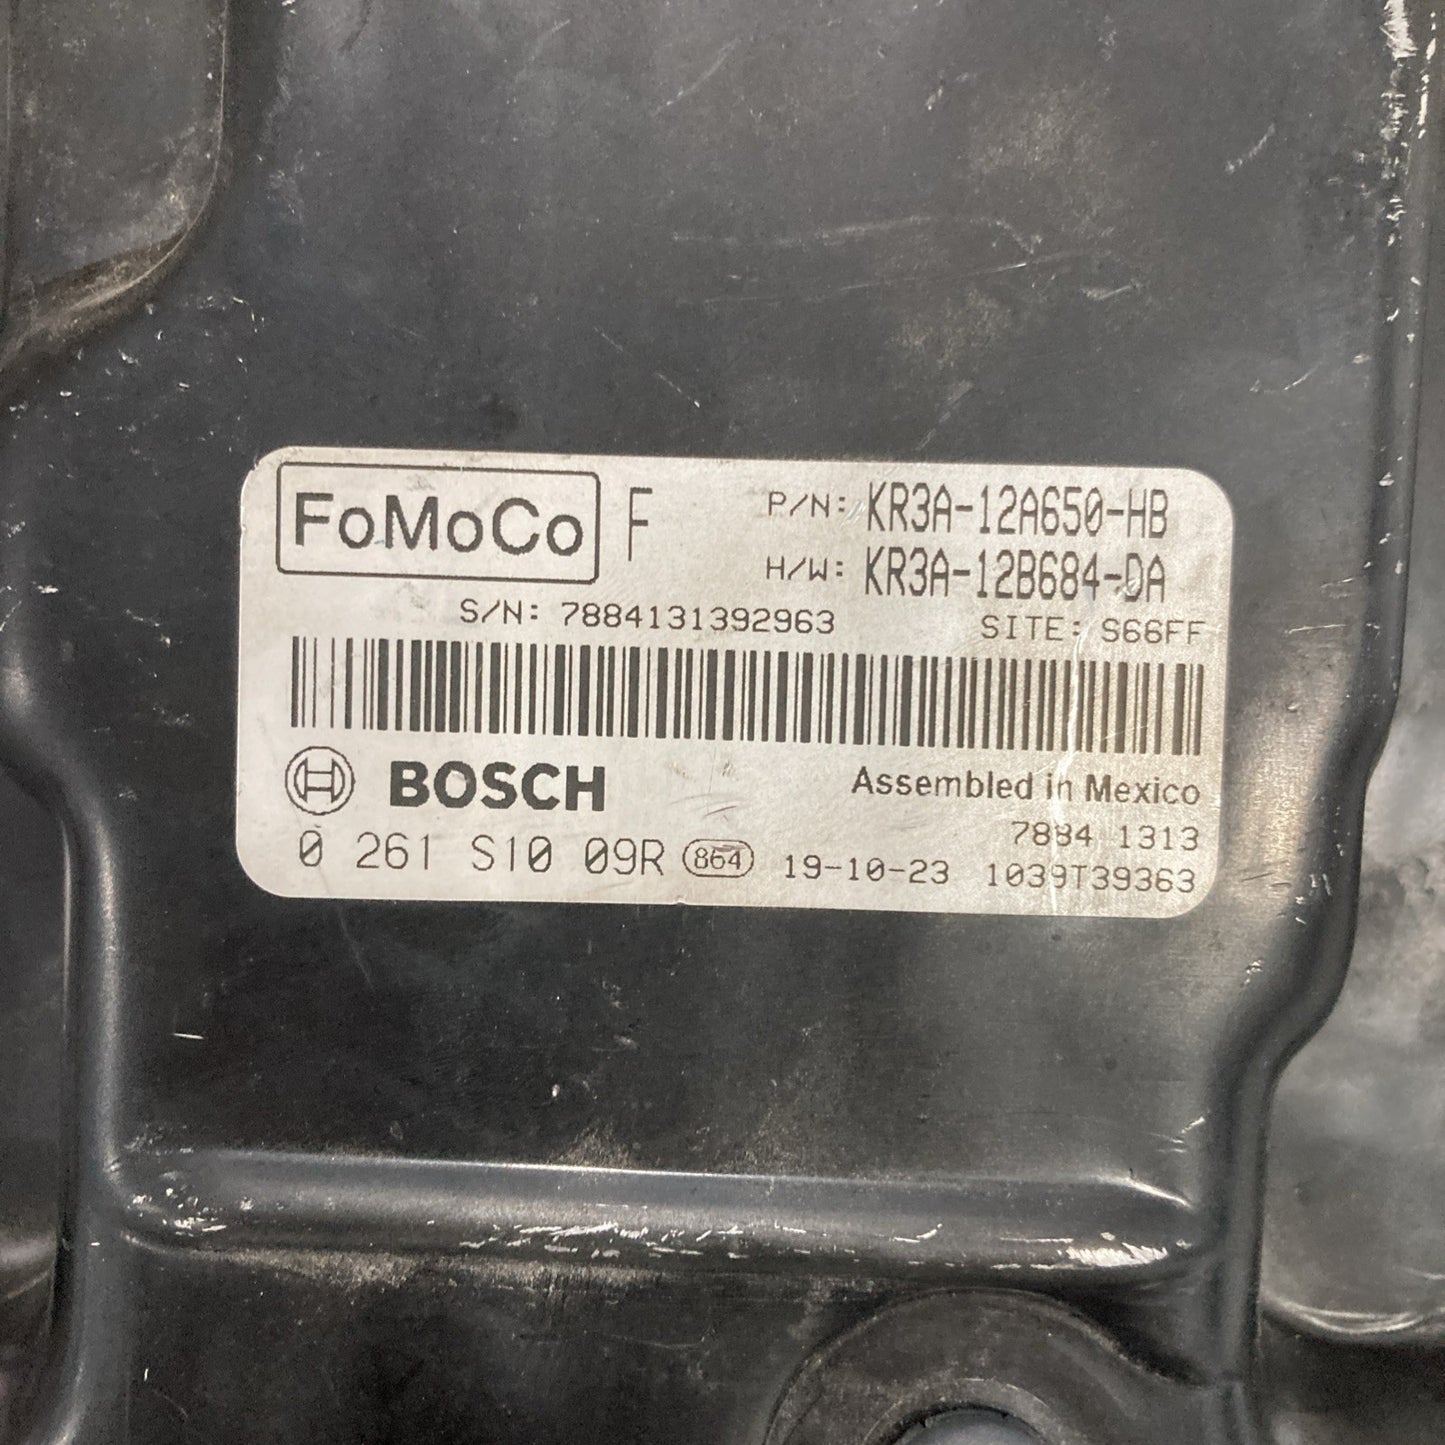 FoMoCo F P/N: KR3A-12A650-HB
H/W: KR3A-12B684-DA
S/N: 7884131392963 SITE: S66FF
BOSCH Assembled in Mexico
7884 1313
0 261 S10 09R 864 19-10-23 1039T39363